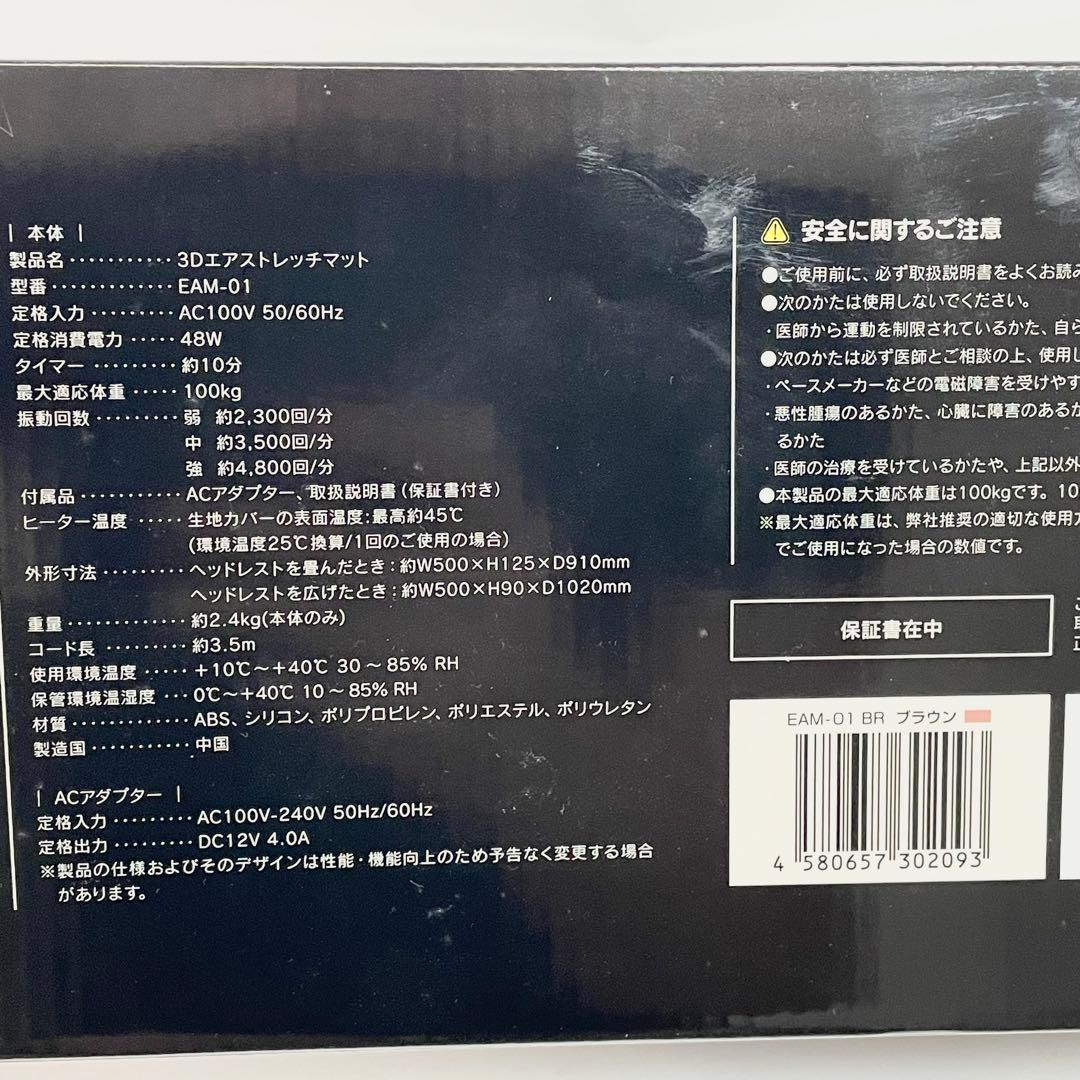 | 本体 |
製品名‥‥‥‥‥3Dエアストレッチマット
型番‥‥‥‥‥‥EAM-01
定格入力‥‥‥‥AC100V 50/60Hz
定格消費電力‥‥48W
タイマー‥‥‥‥約10分
最大適応体重‥‥100kg
振動回数‥‥‥‥弱 約2,300回/分
中 約3,500回/分
強 約4,800回/分
付属品‥‥‥‥‥ACアダプター、取扱説明書(保証書付き)
ヒーター温度‥‥生地カバーの表面温度:最高約45℃
(環境温度25℃換算/1回のご使用の場合)
外形寸法‥‥‥‥ヘッドレストを畳んだとき:約W500×H125×D910mm
ヘッドレストを広げたとき:約W500×H90×D1020mm
重量‥‥‥‥‥‥約2.4kg(本体のみ)
コード長‥‥‥‥約3.5m
使用環境温度‥‥+10℃〜+40℃ 30〜85% RH
保管環境温湿度‥0℃〜+40℃ 10〜85% RH
材質‥‥‥‥‥‥ABS、シリコン、ポリプロピレン、ポリエステル、ポリウレタン
製造国‥‥‥‥‥中国
| ACアダプター |
定格入力‥‥‥‥AC100V-240V 50Hz/60Hz
定格出力‥‥‥‥DC12V 4.0A
※製品の仕様およびそのデザインは性能・機能向上のため予告なく変更する場合
があります。
安全に関するご注意
●ご使用前に、必ず取扱説明書をよくお読み
●次のかたは使用しないでください。
・医師から運動を制限されているかた、自ら
●次のかたは必ず医師とご相談の上、使用し
・ペースメーカーなどの電磁障害を受けやす
・悪性腫瘍のあるかた、心臓に障害のあるか
るかた
・医師の治療を受けているかたや、上記以外
●本製品の最大適応体重は100kgです。10
※最大適応体重は、弊社推奨の適切な使用方
でご使用になった場合の数値です。
保証書在中
EAM-01 BR ブラウン
4 580657 302093